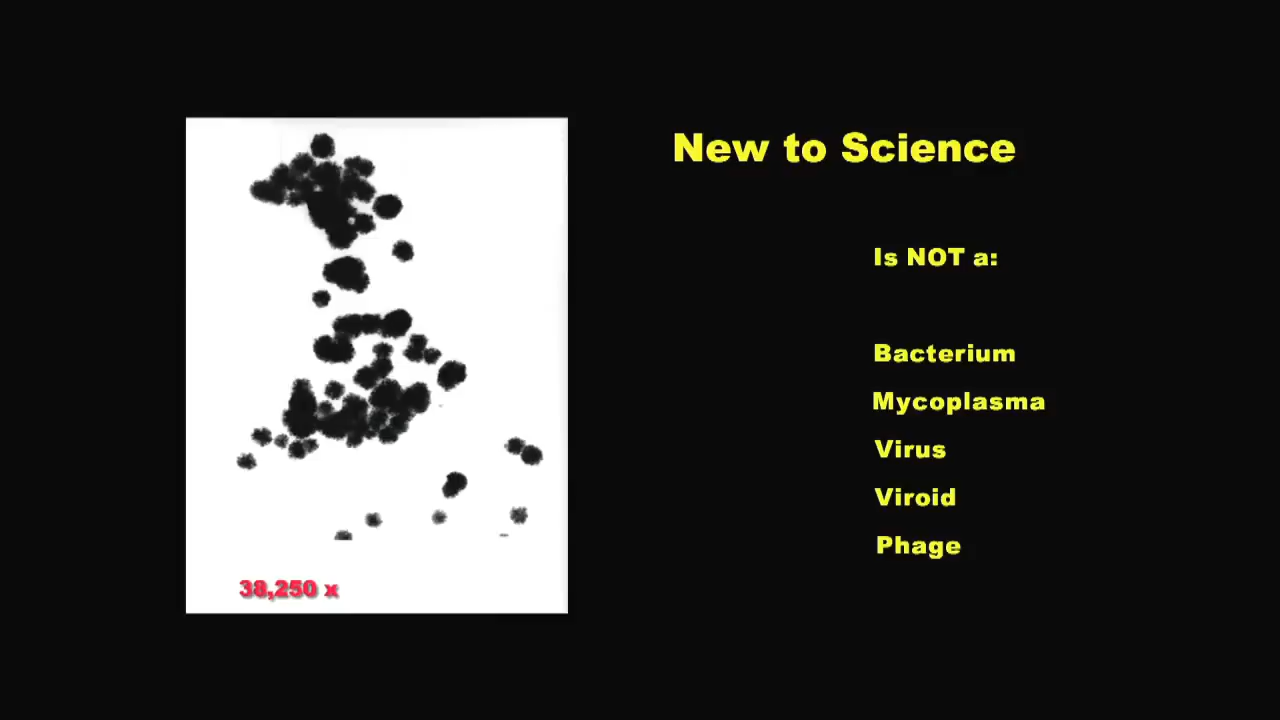 New to Science
Is NOT a:
Bacterium
Mycoplasma
Virus
Viroid
Phage
38,250 x